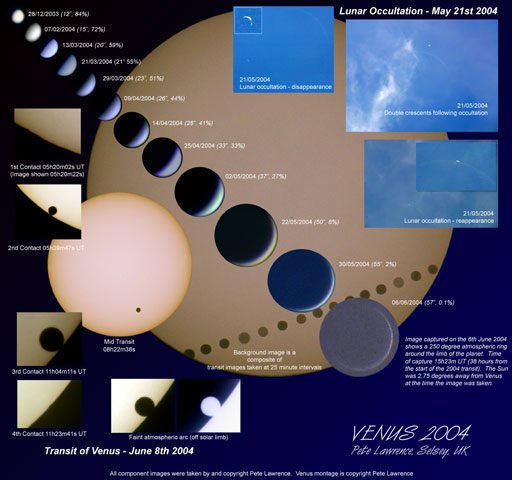 28/12/2003 (12", 84%)
07/02/2004 (15", 72%)
13/03/2004 (20", 59%)
21/03/2004 (21" 55%)
29/03/2004 (23", 51%)
09/04/2004 (26", 44%)
14/04/2004 (28", 41%)
25/04/2004 (33", 33%)
02/05/2004 (37", 27%)
22/05/2004 (50", 8%)
30/05/2004 (55", 2%)
06/06/2004 (57", 0.1%)
Lunar Occultation - May 21st 2004
21/05/2004
Lunar occultation - disappearance
21/05/2004
Double crescents following occultation
21/05/2004
Lunar occultation - reappearance
1st Contact 05h20m02s UT
(Image shown 05h20m22s)
2nd Contact 05h39m47s UT
Mid Transit
08h22m38s
3rd Contact 11h04m11s UT
4th Contact 11h23m41s UT
Background image is a
composite of
transit images taken at 25 minute intervals
Image captured on the 6th June 2004
shows a 250 degree atmospheric ring
around the limb of the planet. Time
of capture 15h23m UT (38 hours from
the start of the 2004 transit). The Sun
was 2.75 degrees away from Venus
at the time the image was taken.
Faint atmospheric arc (off solar limb)
Transit of Venus - June 8th 2004
VENUS 2004
Pete Lawrence, Selsey, UK
All component images were taken by and copyright Pete Lawrence. Venus montage is copyright Pete Lawrence